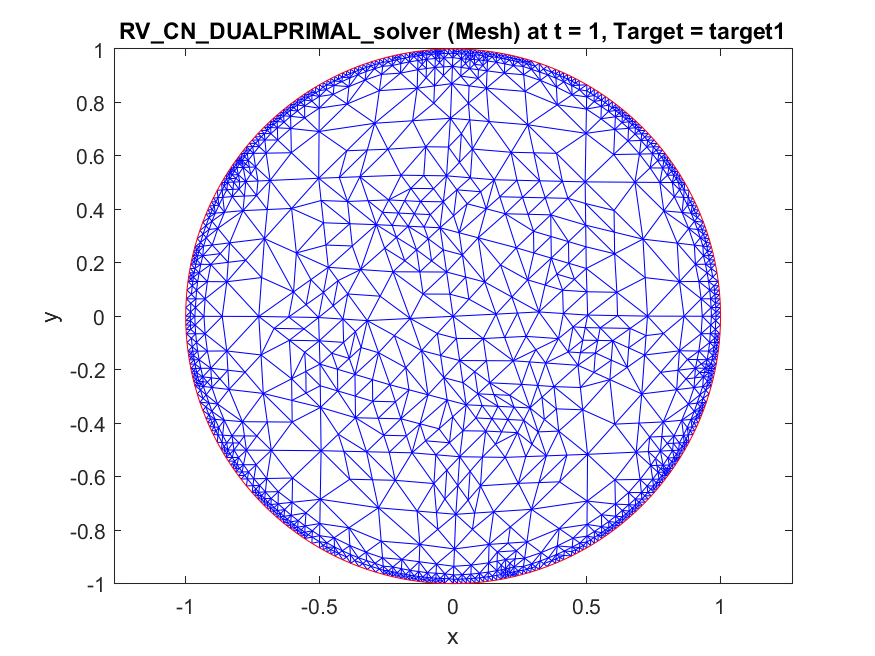 RV_CN_DUALPRIMAL_solver (Mesh) at t = 1, Target = target1
1
0.8
0.6
0.4
0.2
0
-0.2
-0.4
-0.6
-0.8
-1
y
-1 -0.5 0 0.5 1
x